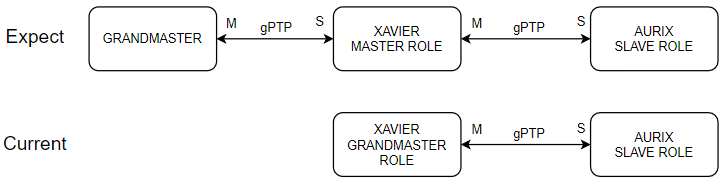 Expect
GRANDMASTER
M
gPTP
S
XAVIER
MASTER ROLE
M
gPTP
S
AURIX
SLAVE ROLE
Current
XAVIER
GRANDMASTER
ROLE
M
gPTP
S
AURIX
SLAVE ROLE